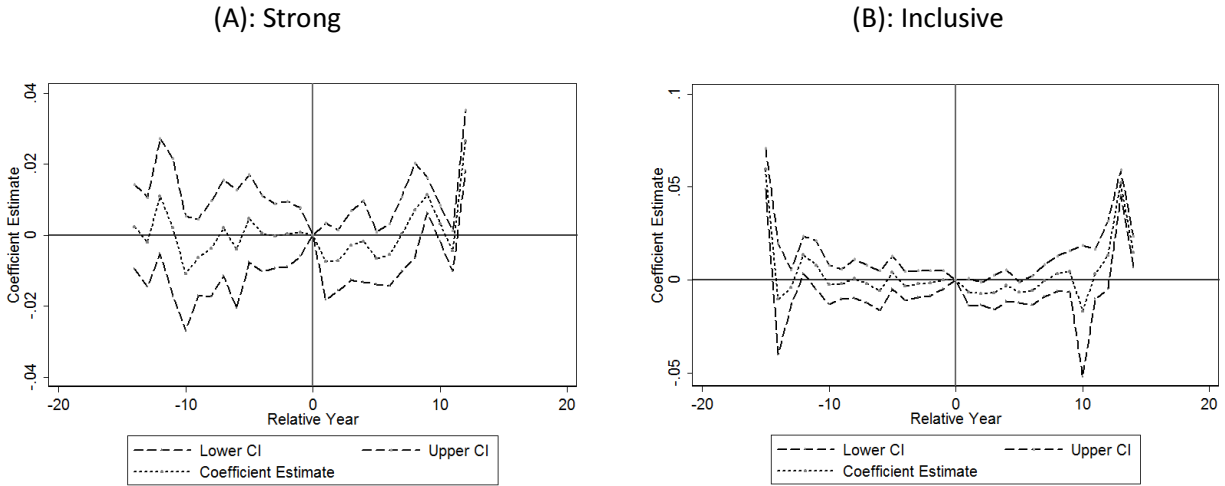 (A): Strong
.04
.02
0
-.02
-.04
Coefficient Estimate
-20
-10
0
10
20
Relative Year
Lower CI
Upper CI
Coefficient Estimate
(B): Inclusive
.1
.05
0
-.05
Coefficient Estimate
-20
-10
0
10
20
Relative Year
Lower CI
Upper CI
Coefficient Estimate